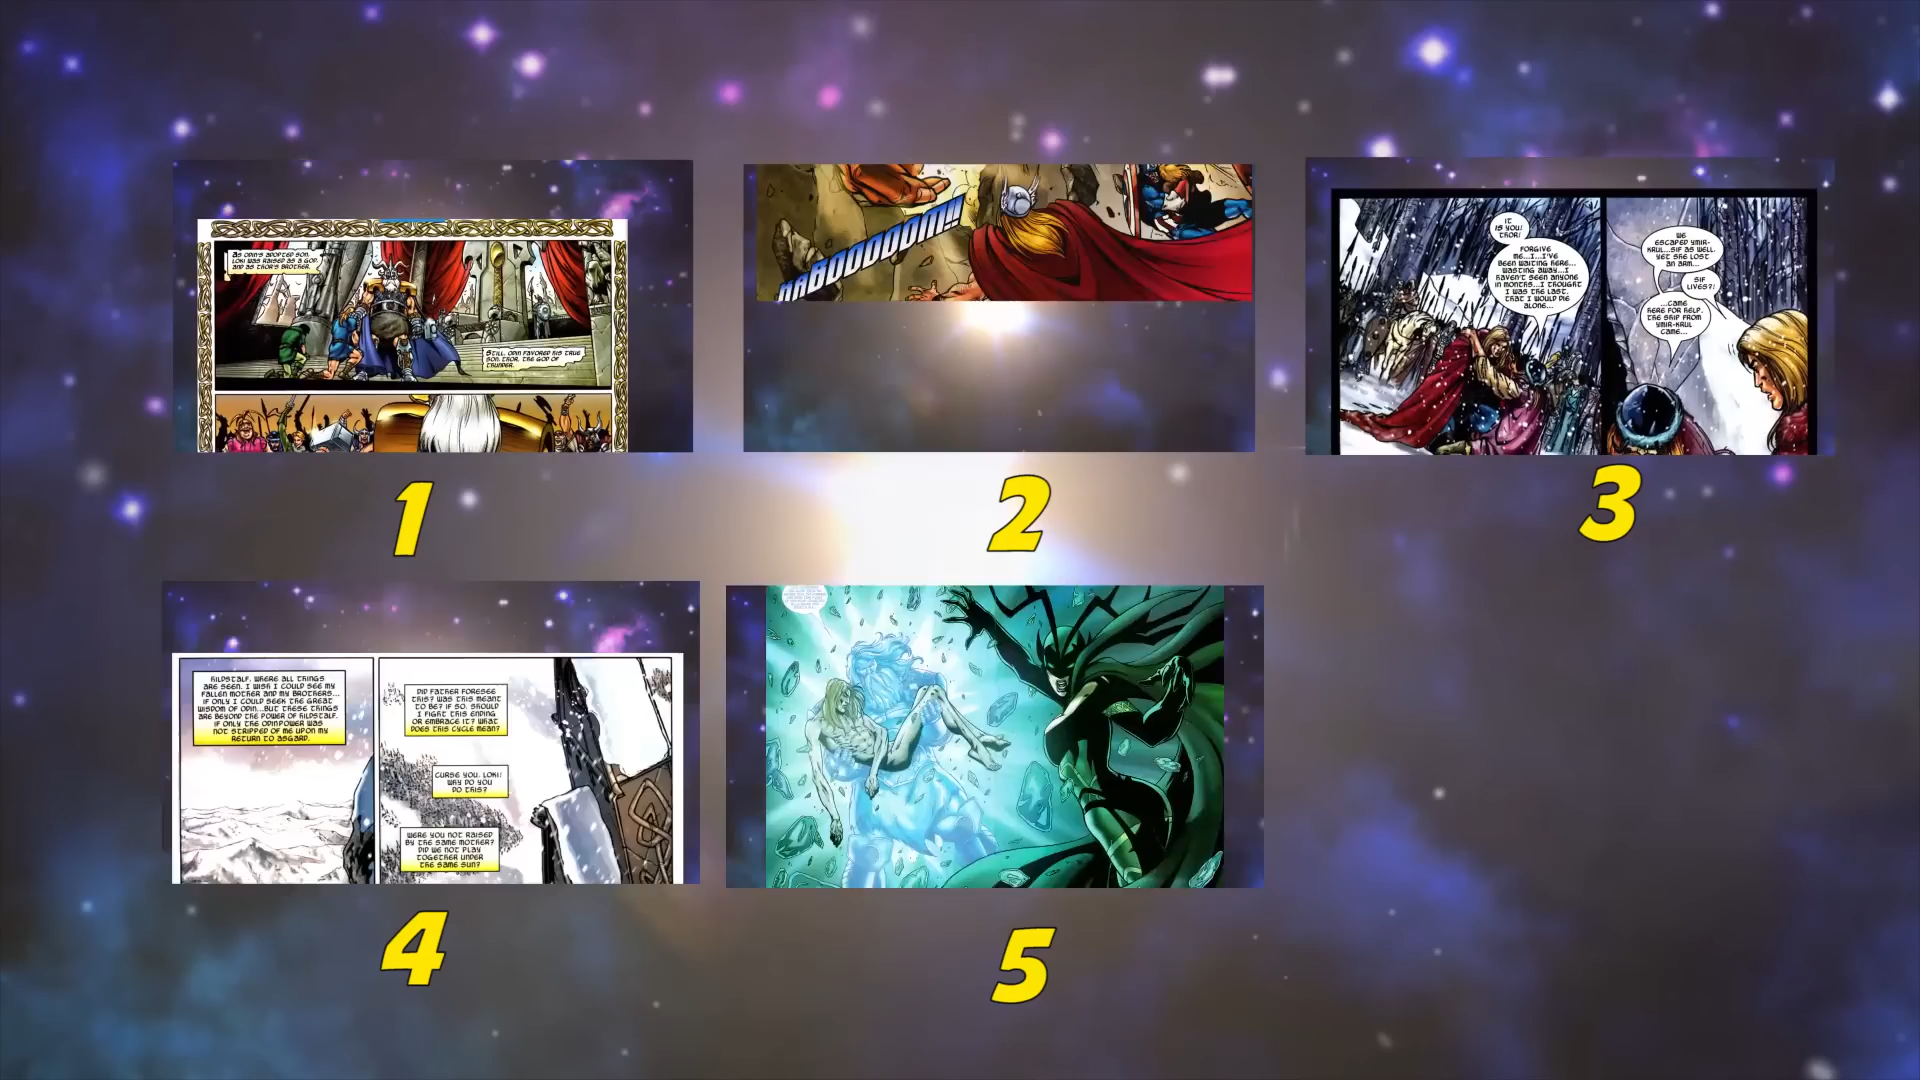 AS ODIN'S ADOPTED SON,
LOKI WAS RAISED AS A GOD,
AND AS THOR'S BROTHER.
STILL, ODIN FAVORED HIS TRUE
SON, THOR, THE GOD OF
THUNDER.
1
KABOOOOOM!!
2
IT
IS YOU!
THOR!
FORGIVE
ME...I...I'VE
BEEN WAITING HERE...
WASTING AWAY...I
HAVEN'T SEEN ANYONE
IN MONTHS...I THOUGHT
I WAS THE LAST.
THAT I WOULD DIE
ALONE...
WE
ESCAPED YMIR-
KRUL...SIF AS WELL.
YET SHE LOST
AN ARM...
SIF
LIVES?!
...CAME
HERE FOR HELP.
THE SHIP FROM
YMIR-KRUL
CAME...
3
HILDSTALF. WHERE ALL THINGS
ARE SEEN. I WISH I COULD SEE MY
FALLEN MOTHER AND MY BROTHERS...
IF ONLY I COULD SEEK THE GREAT
WISDOM OF ODIN...BUT THESE THINGS
ARE BEYOND THE POWER OF HILDSTALF.
IF ONLY THE ODINPOWER WAS
NOT STRIPPED OF ME UPON MY
RETURN TO ASGARD.
DID FATHER FORESEE
THIS? WAS THIS MEANT
TO BE? IF SO, SHOULD
I FIGHT THIS ENDING
OR EMBRACE IT? WHAT
DOES THIS CYCLE MEAN?
CURSE YOU, LOKI!
WHY DO YOU
DO THIS?
WERE YOU NOT RAISED
BY THE SAME MOTHER?
DID WE NOT PLAY
TOGETHER UNDER
THE SAME SUN?
4
5